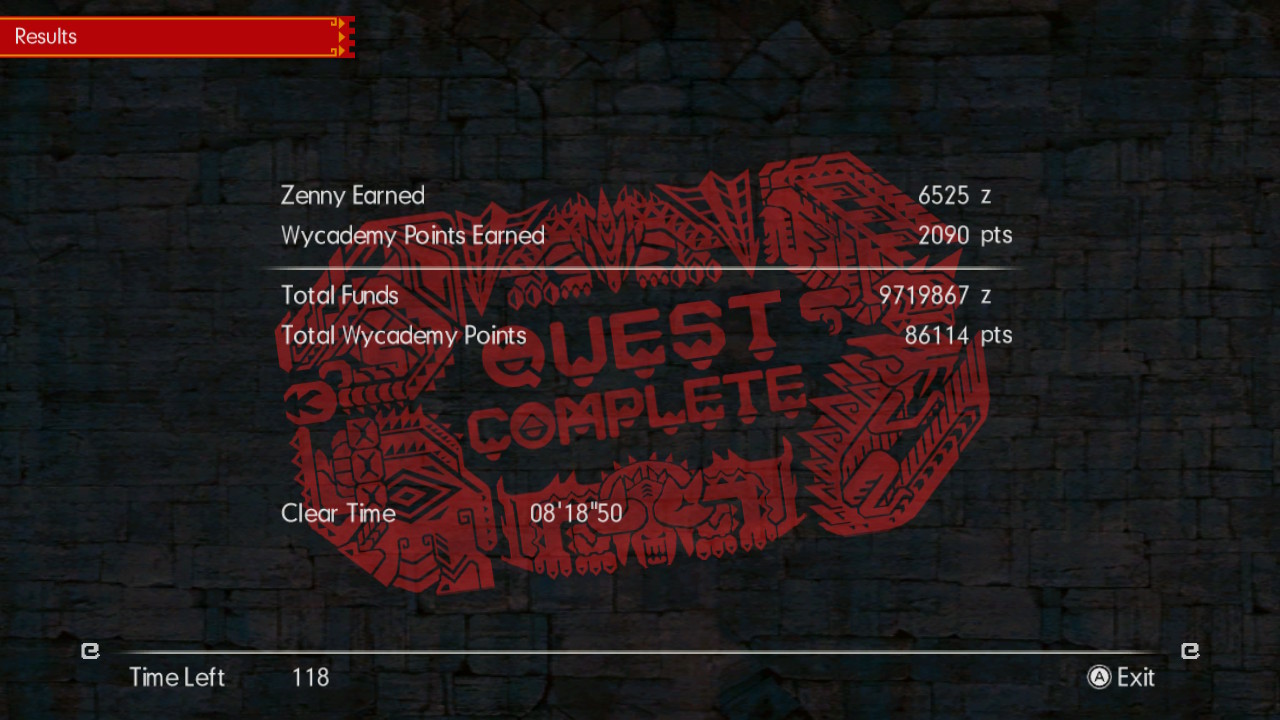 Results
Zenny Earned 6525 z
Wycademy Points Earned 2090 pts
Total Funds 9719867 z
Total Wycademy Points 86114 pts
QUEST
COMPLETE
Clear Time 08'18"50
Time Left 118
A Exit